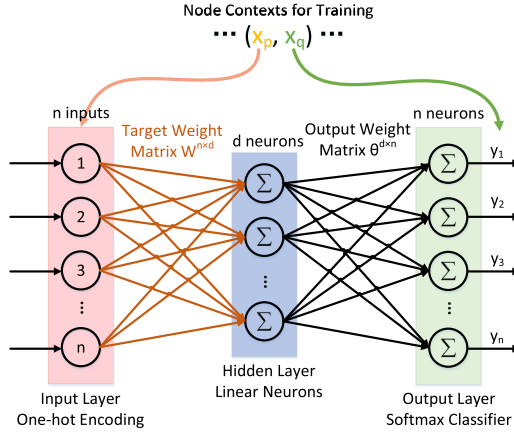 Node Contexts for Training
··· (xp, xq) ···
n inputs
Target Weight
Matrix Wn×d
d neurons
Output Weight
Matrix θd×n
n neurons
1
2
3
⋮
n
Σ
Σ
⋮
Σ
Σ
Σ
Σ
⋮
Σ
y1
y2
y3
yn
Input Layer
One-hot Encoding
Hidden Layer
Linear Neurons
Output Layer
Softmax Classifier